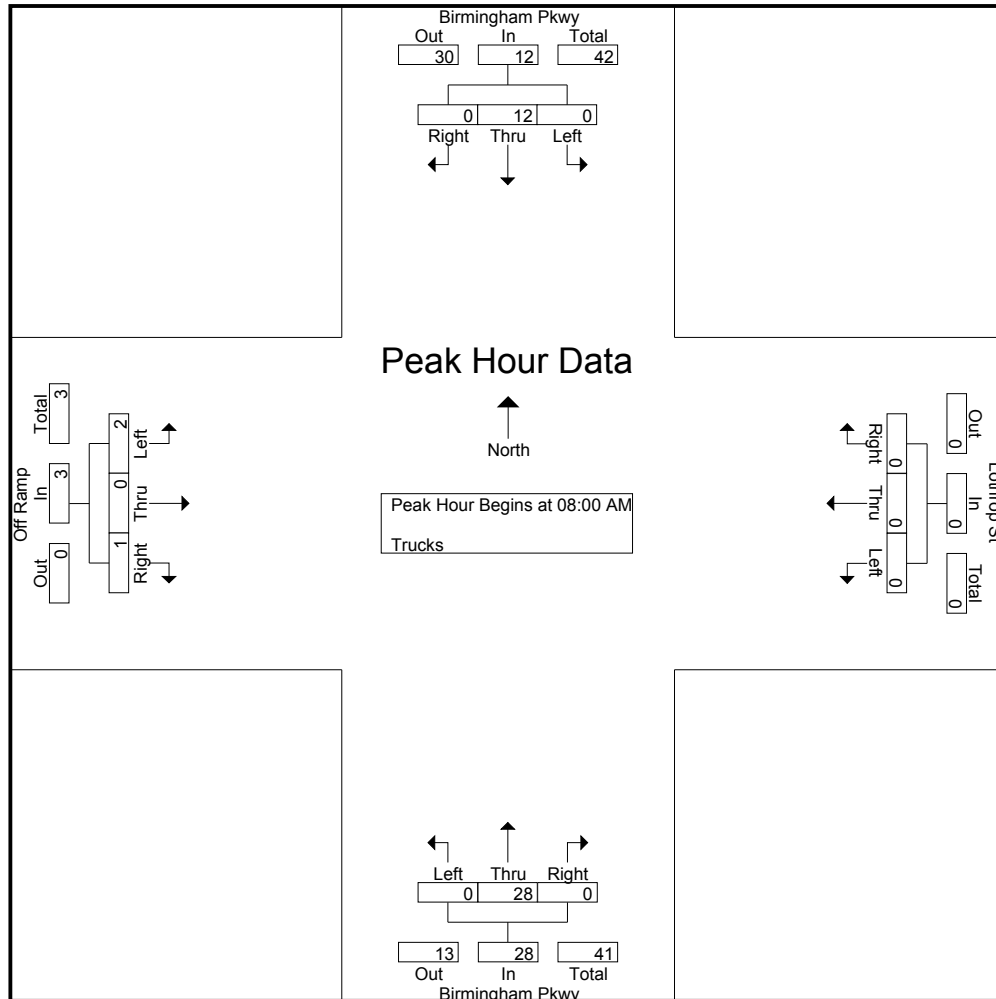 Birmingham Pkwy
Out In Total
30 12 42
0 12 0
Right Thru Left
Peak Hour Data
North
Peak Hour Begins at 08:00 AM
Trucks
Off Ramp
Total In Out
3 3 0
2 0 1
Left Thru Right
Right Thru Left
0 0 0
Out In Total
0 0 0
St
Left Thru Right
0 28 0
13 28 41
Out In Total
Birmingham Pkwy